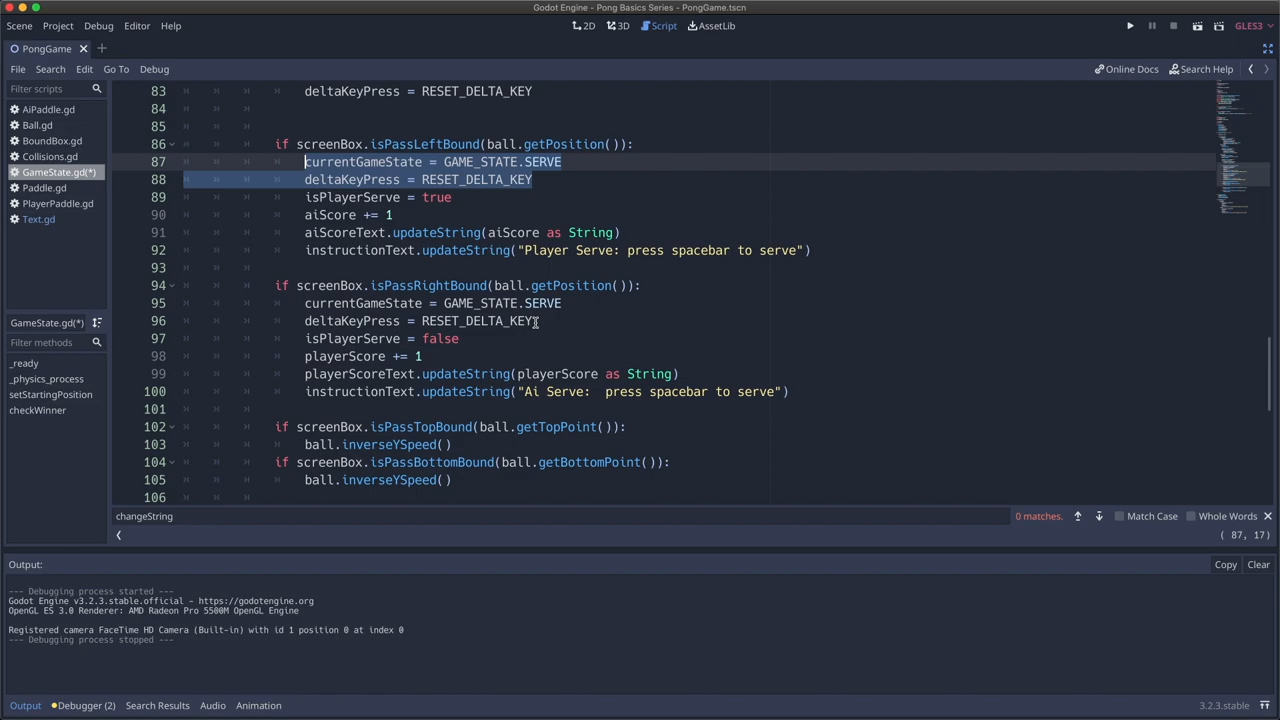 Godot Engine - Pong Basics Series - PongGame.tscn
Scene Project Debug Editor Help
2D 3D Script AssetLib
GLES3
PongGame
File Search Edit Go To Debug
Online Docs Search Help
Filter scripts
AiPaddle.gd
Ball.gd
BoundBox.gd
Collisions.gd
GameState.gd(*)
Paddle.gd
PlayerPaddle.gd
Text.gd
GameState.gd(*)
Filter methods
_ready
_physics_process
setStartingPosition
checkWinner
83 deltaKeyPress = RESET_DELTA_KEY
84
85
86 if screenBox.isPassLeftBound(ball.getPosition()):
87 currentGameState = GAME_STATE.SERVE
88 deltaKeyPress = RESET_DELTA_KEY
89 isPlayerServe = true
90 aiScore += 1
91 aiScoreText.updateString(aiScore as String)
92 instructionText.updateString("Player Serve: press spacebar to serve")
93
94 if screenBox.isPassRightBound(ball.getPosition()):
95 currentGameState = GAME_STATE.SERVE
96 deltaKeyPress = RESET_DELTA_KEY
97 isPlayerServe = false
98 playerScore += 1
99 playerScoreText.updateString(playerScore as String)
100 instructionText.updateString("Ai Serve:  press spacebar to serve")
101
102 if screenBox.isPassTopBound(ball.getTopPoint()):
103 ball.inverseYSpeed()
104 if screenBox.isPassBottomBound(ball.getBottomPoint()):
105 ball.inverseYSpeed()
106
changeString 0 matches. Match Case Whole Words
( 87, 17)
Output: Copy Clear
--- Debugging process started ---
Godot Engine v3.2.3.stable.official - https://godotengine.org
OpenGL ES 3.0 Renderer: AMD Radeon Pro 5500M OpenGL Engine
Registered camera FaceTime HD Camera (Built-in) with id 1 position 0 at index 0
--- Debugging process stopped ---
Output Debugger (2) Search Results Audio Animation 3.2.3.stable